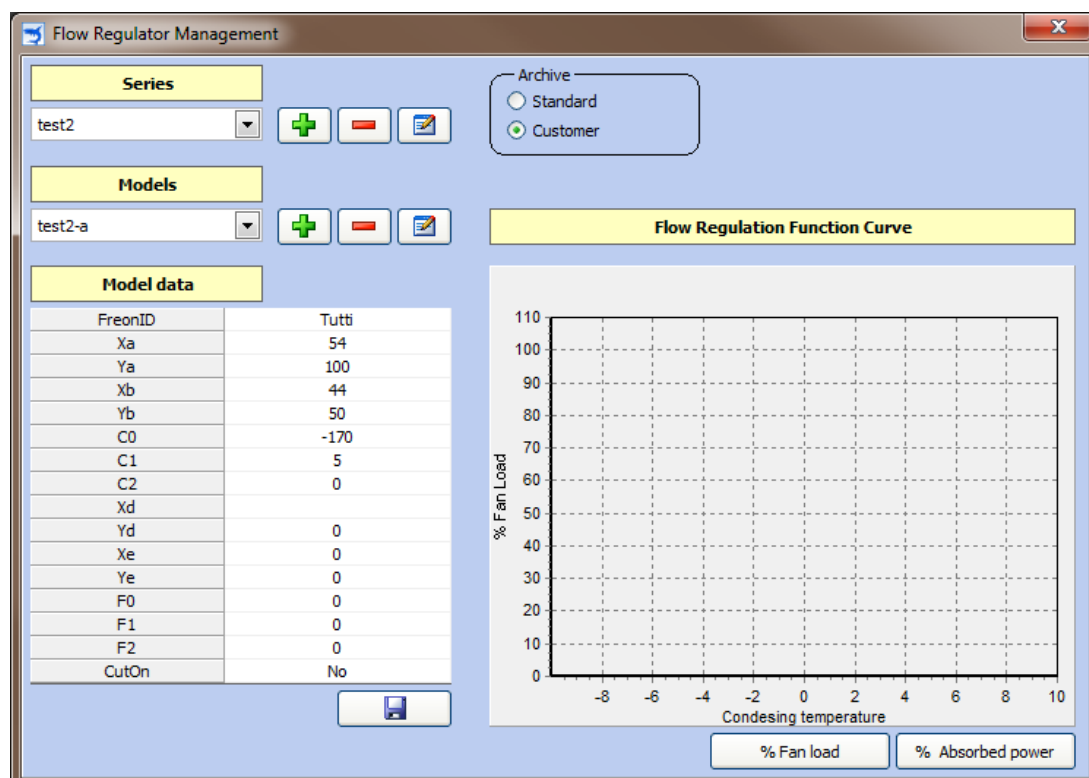 Flow Regulator Management
Series
test2
Archive
Standard
Customer
Models
test2-a
Flow Regulation Function Curve
Model data
FreonID Tutti
Xa 54
Ya 100
Xb 44
Yb 50
C0 -170
C1 5
C2 0
Xd
Yd 0
Xe 0
Ye 0
F0 0
F1 0
F2 0
CutOn No
% Fan Load
110
100
90
80
70
60
50
40
30
20
10
0
-8 -6 -4 -2 0 2 4 6 8 10
Condesing temperature
% Fan load % Absorbed power